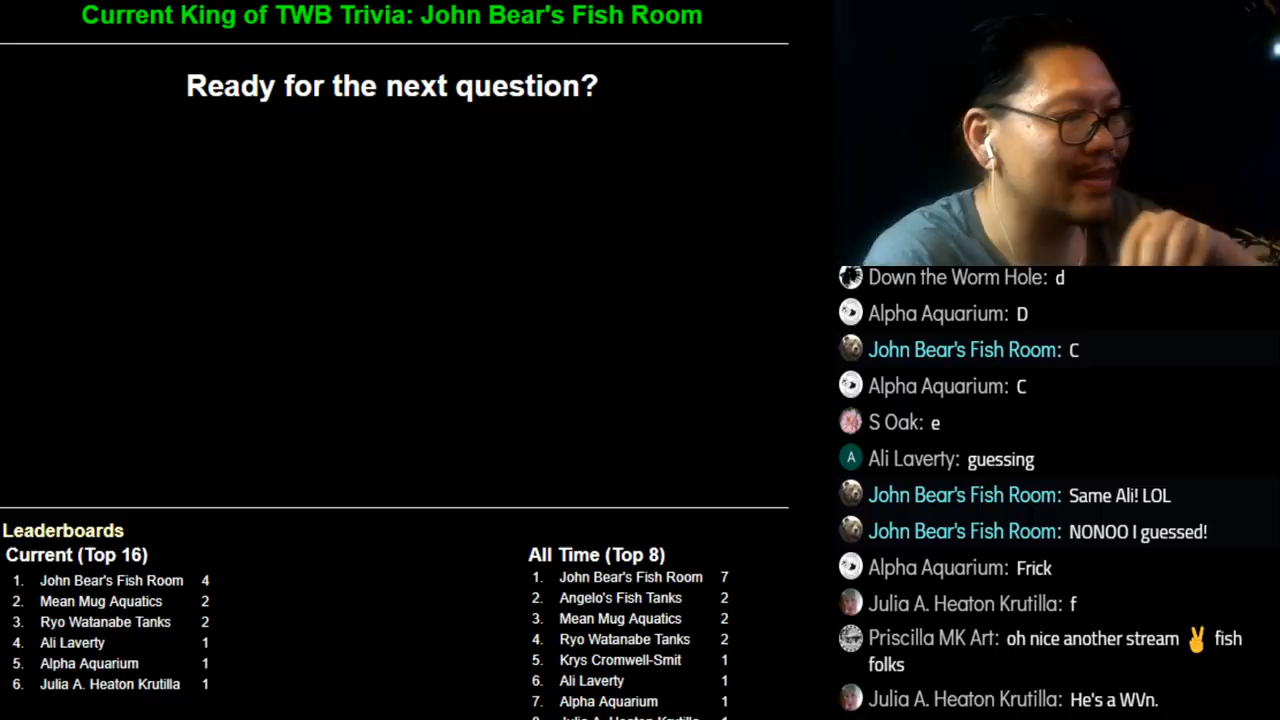 Current King of TWB Trivia: John Bear's Fish Room
Ready for the next question?
Down the Worm Hole: d
Alpha Aquarium: D
John Bear's Fish Room: C
Alpha Aquarium: C
S Oak: e
A Ali Laverty: guessing
John Bear's Fish Room: Same Ali! LOL
John Bear's Fish Room: NONOO I guessed!
Alpha Aquarium: Frick
Julia A. Heaton Krutilla: f
Priscilla MK Art: oh nice another stream ✌️ fish
folks
Julia A. Heaton Krutilla: He's a WVn.
Leaderboards
Current (Top 16)
1. John Bear's Fish Room 4
2. Mean Mug Aquatics 2
3. Ryo Watanabe Tanks 2
4. Ali Laverty 1
5. Alpha Aquarium 1
6. Julia A. Heaton Krutilla 1
All Time (Top 8)
1. John Bear's Fish Room 7
2. Angelo's Fish Tanks 2
3. Mean Mug Aquatics 2
4. Ryo Watanabe Tanks 2
5. Krys Cromwell-Smit 1
6. Ali Laverty 1
7. Alpha Aquarium 1
8. Julia A. Heaton Krutilla 1